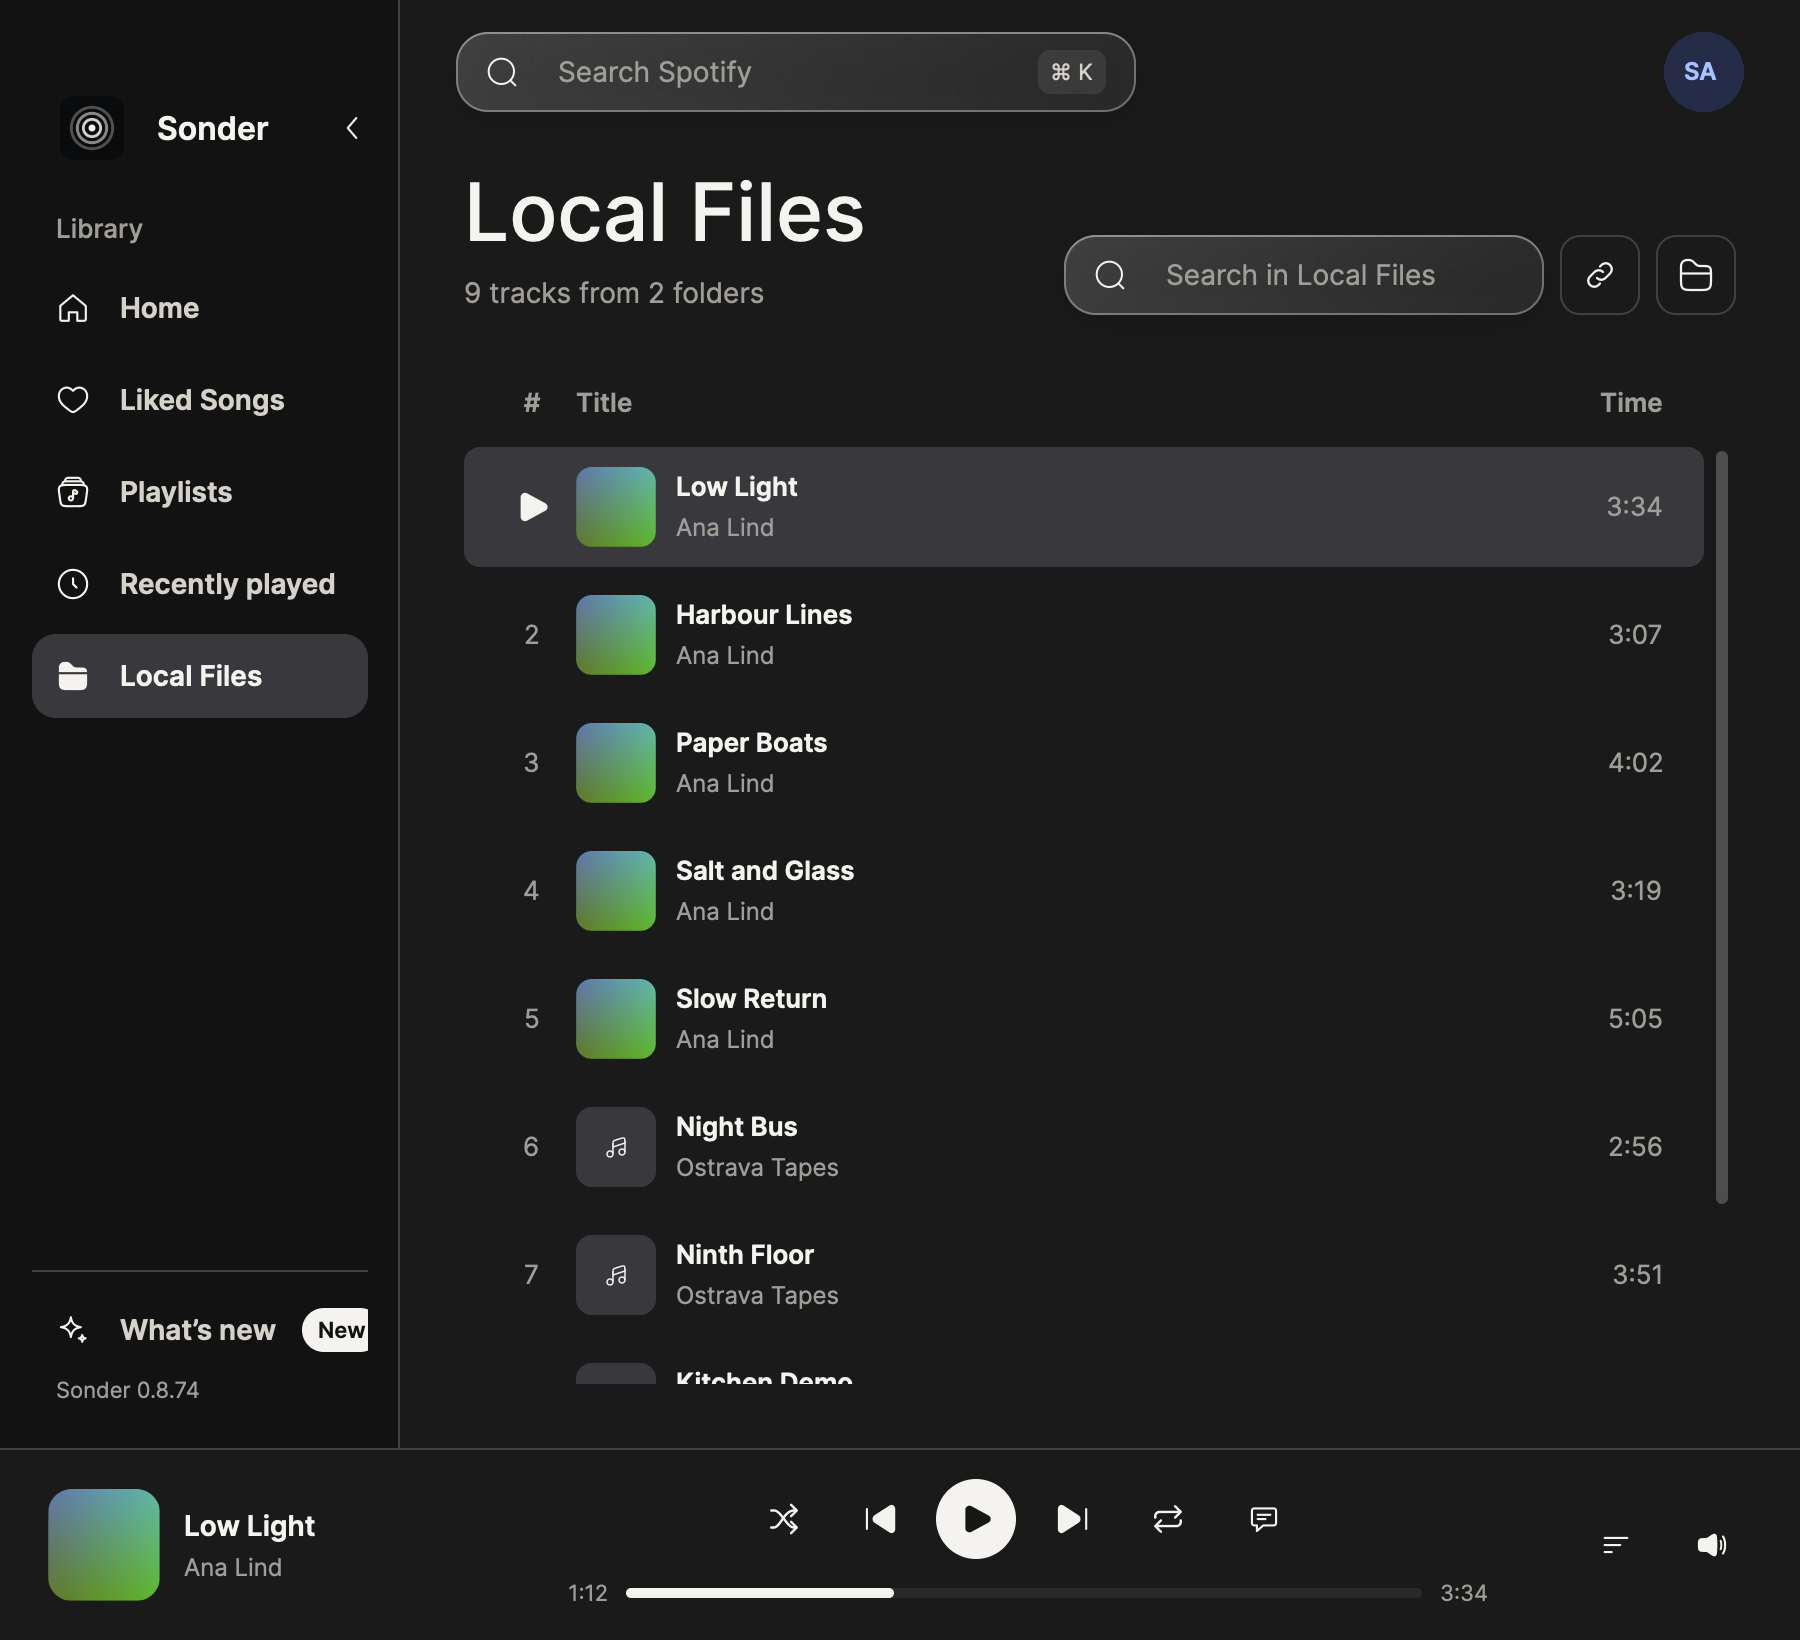 Search Spotify
⌘ K
SA
Sonder
Library
Home
Liked Songs
Playlists
Recently played
Local Files
What's new
New
Sonder 0.8.74
Local Files
9 tracks from 2 folders
Search in Local Files
# Title Time
Low Light
Ana Lind
3:34
2
Harbour Lines
Ana Lind
3:07
3
Paper Boats
Ana Lind
4:02
4
Salt and Glass
Ana Lind
3:19
5
Slow Return
Ana Lind
5:05
6
Night Bus
Ostrava Tapes
2:56
7
Ninth Floor
Ostrava Tapes
3:51
Kitchen Demo
Low Light
Ana Lind
1:12
3:34